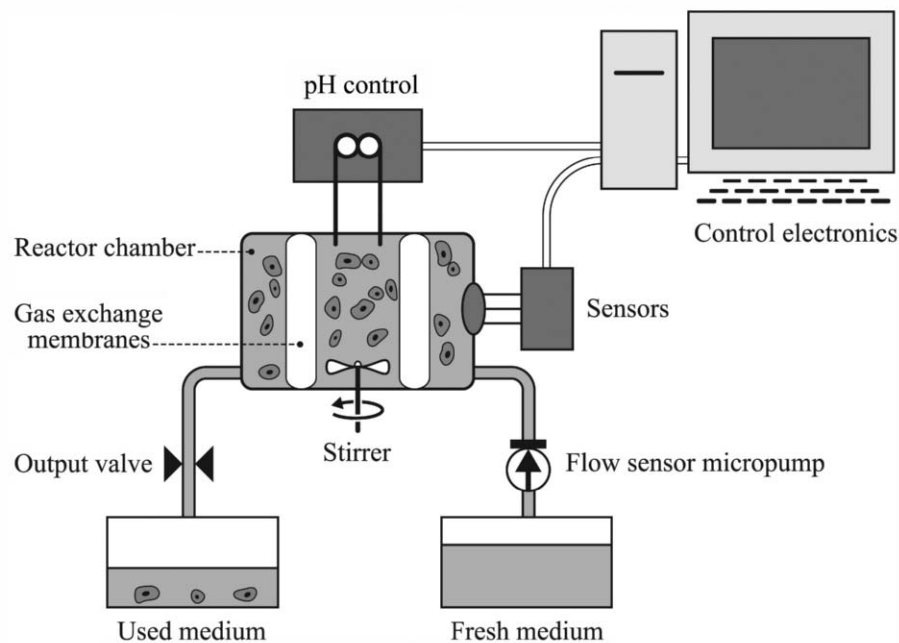 pH control
Control electronics
Reactor chamber
Gas exchange
membranes
Sensors
Stirrer
Output valve
Flow sensor micropump
Used medium
Fresh medium